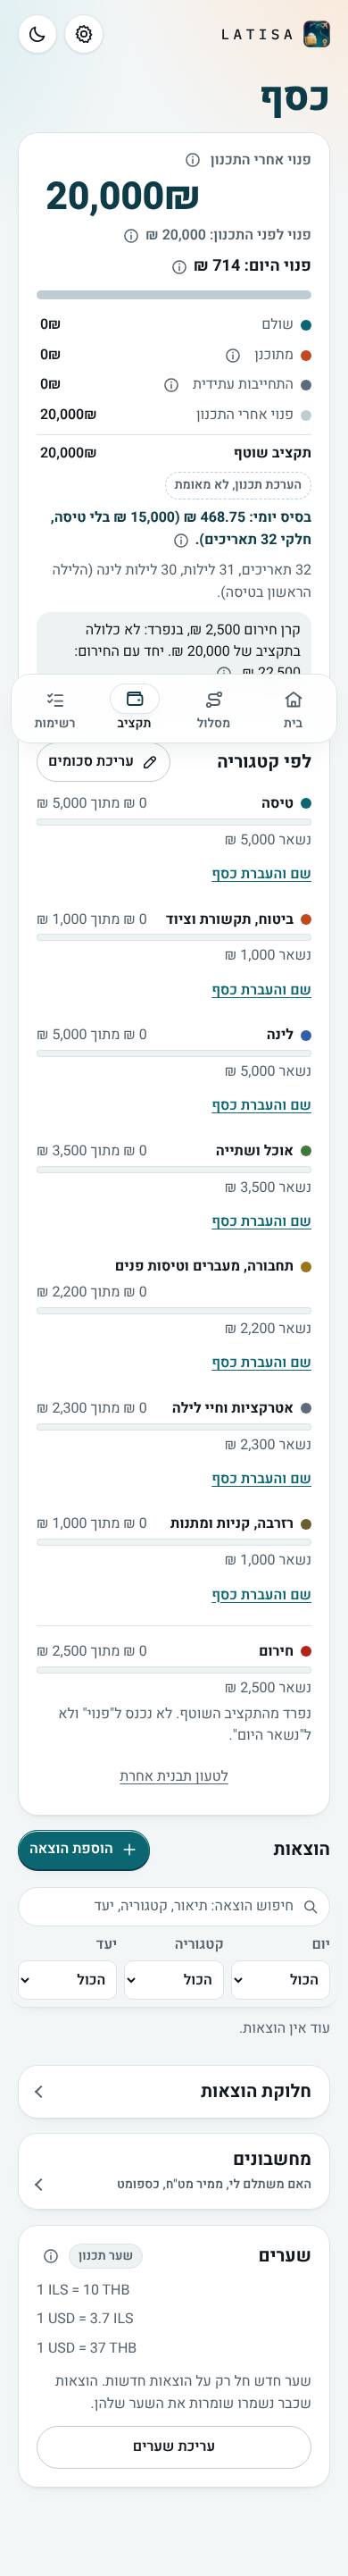 LATISA
כסף
פנוי אחרי התכנון
20,000₪
פנוי לפני התכנון: 20,000 ₪
פנוי היום: 714 ₪
שולם 0₪
מתוכנן 0₪
התחייבות עתידית 0₪
פנוי אחרי התכנון 20,000₪
תקציב שוטף 20,000₪
הערכת תכנון, לא מאומת
בסיס יומי: 468.75 ₪ (15,000 ₪ בלי טיסה,
חלקי 32 תאריכים).
32 תאריכים, 31 לילות, 30 לילות לינה (הלילה
הראשון בטיסה).
קרן חירום 2,500 ₪, בנפרד: לא כלולה
בתקציב של 20,000 ₪. יחד עם החירום:
22,500 ₪
בית
מסלול
תקציב
רשימות
לפי קטגוריה
עריכת סכומים
טיסה 0 ₪ מתוך 5,000 ₪
נשאר 5,000 ₪
שם והעברת כסף
ביטוח, תקשורת וציוד 0 ₪ מתוך 1,000 ₪
נשאר 1,000 ₪
שם והעברת כסף
לינה 0 ₪ מתוך 5,000 ₪
נשאר 5,000 ₪
שם והעברת כסף
אוכל ושתייה 0 ₪ מתוך 3,500 ₪
נשאר 3,500 ₪
שם והעברת כסף
תחבורה, מעברים וטיסות פנים
0 ₪ מתוך 2,200 ₪
נשאר 2,200 ₪
שם והעברת כסף
אטרקציות וחיי לילה 0 ₪ מתוך 2,300 ₪
נשאר 2,300 ₪
שם והעברת כסף
רזרבה, קניות ומתנות 0 ₪ מתוך 1,000 ₪
נשאר 1,000 ₪
שם והעברת כסף
חירום 0 ₪ מתוך 2,500 ₪
נשאר 2,500 ₪
נפרד מהתקציב השוטף. לא נכנס ל"פנוי" ולא
ל"נשאר היום".
לטעון תבנית אחרת
הוצאות
הוספת הוצאה
חיפוש הוצאה: תיאור, קטגוריה, יעד
יום קטגוריה יעד
הכול הכול הכול
עוד אין הוצאות.
חלוקת הוצאות
מחשבונים
האם משתלם לי, ממיר מט"ח, כספומט
שערים
שער תכנון
1 ILS = 10 THB
1 USD = 3.7 ILS
1 USD = 37 THB
שער חדש חל רק על הוצאות חדשות. הוצאות
שכבר נשמרו שומרות את השער שלהן.
עריכת שערים